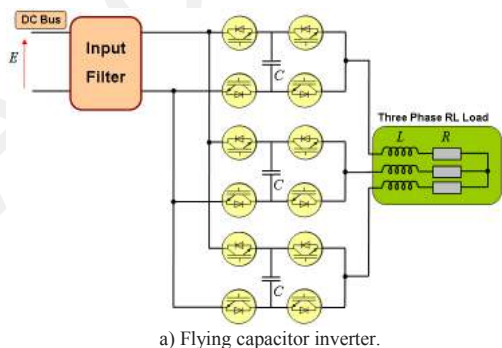 DC Bus
E
Input
Filter
C
Three Phase RL Load
L R
C
C
a) Flying capacitor inverter.